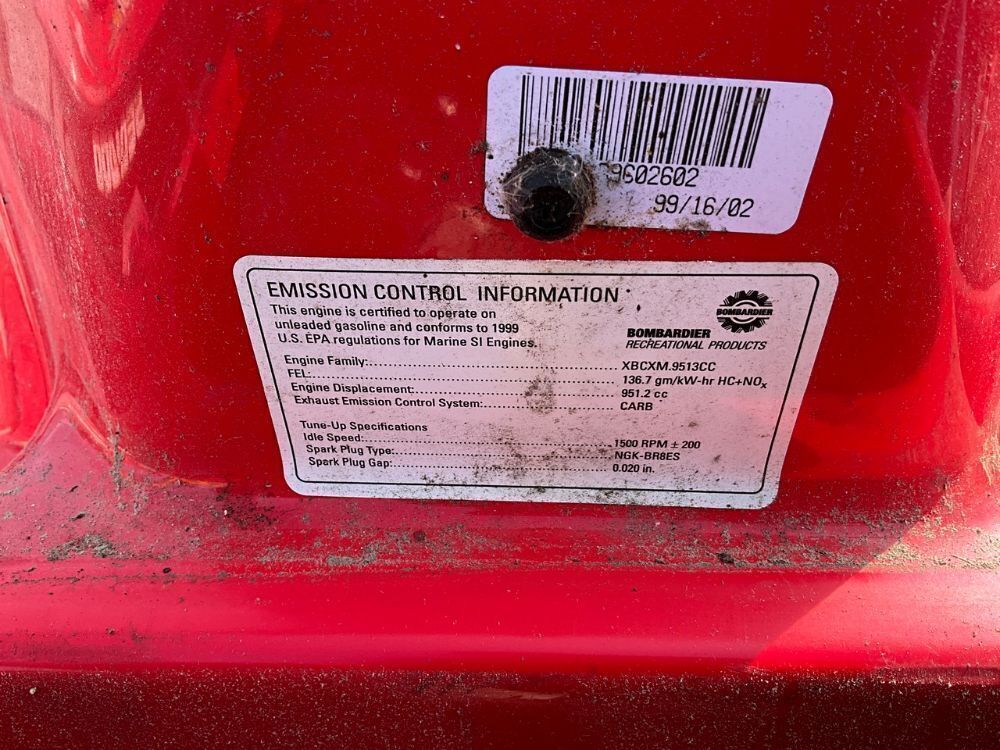 9602602
99/16/02
EMISSION CONTROL INFORMATION
This engine is certified to operate on
unleaded gasoline and conforms to 1999
U.S. EPA regulations for Marine SI Engines.
BOMBARDIER
BOMBARDIER
RECREATIONAL PRODUCTS
Engine Family: XBCXM.9513CC
FEL: 136.7 gm/kW-hr HC+NOx
Engine Displacement: 951.2 cc
Exhaust Emission Control System: CARB
Tune-Up Specifications
Idle Speed: 1500 RPM ± 200
Spark Plug Type: NGK-BR8ES
Spark Plug Gap: 0.020 in.